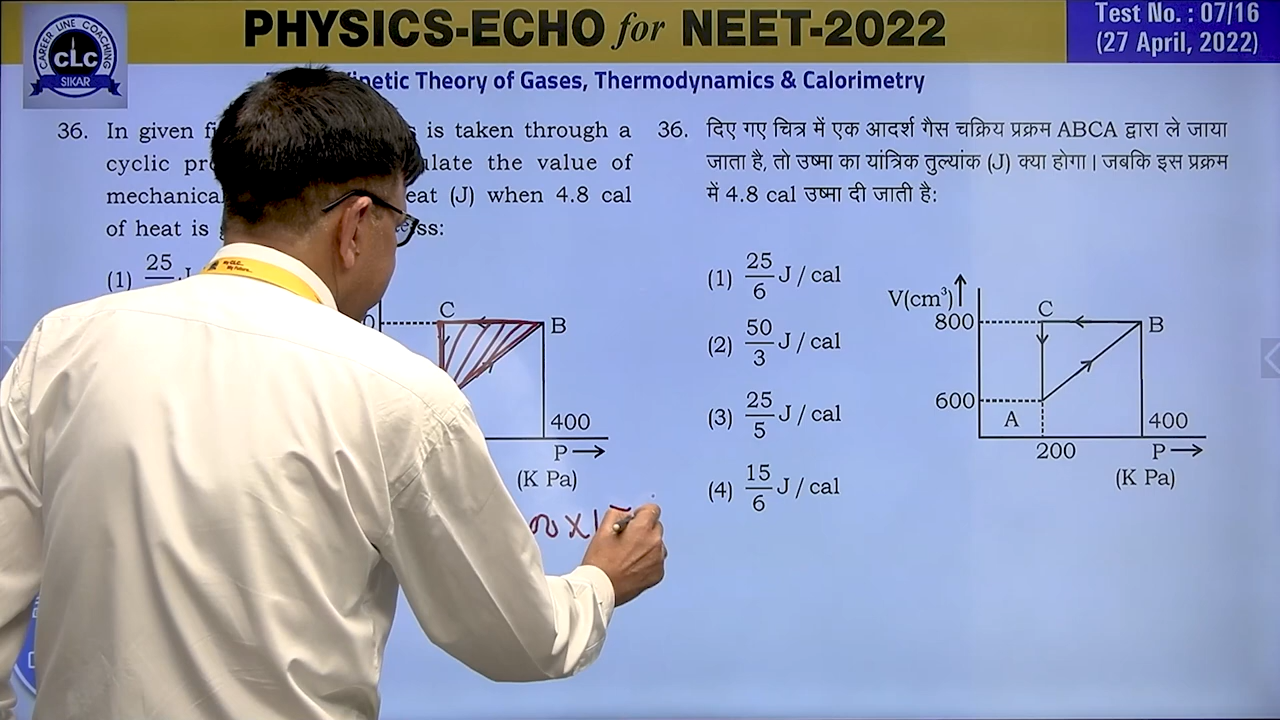 PHYSICS-ECHO for NEET-2022
Test No. : 07/16
(27 April, 2022)
CAREER LINE COACHING
CLC
SIKAR
Kinetic Theory of Gases, Thermodynamics & Calorimetry
36. In given is taken through a
cyclic the value of
mechanical (J) when 4.8 cal
of heat is
(1) 25
C
B
400
P
(K Pa)
36. दिए गए चित्र में एक आदर्श गैस चक्रिय प्रक्रम ABCA द्वारा ले जाया
जाता है, तो उष्मा का यांत्रिक तुल्यांक (J) क्या होगा। जबकि इस प्रक्रम
में 4.8 cal उष्मा दी जाती है:
(1) 25/6 J / cal
(2) 50/3 J / cal
(3) 25/5 J / cal
(4) 15/6 J / cal
V(cm³)
800
C
B
600
A
400
200
P
(K Pa)